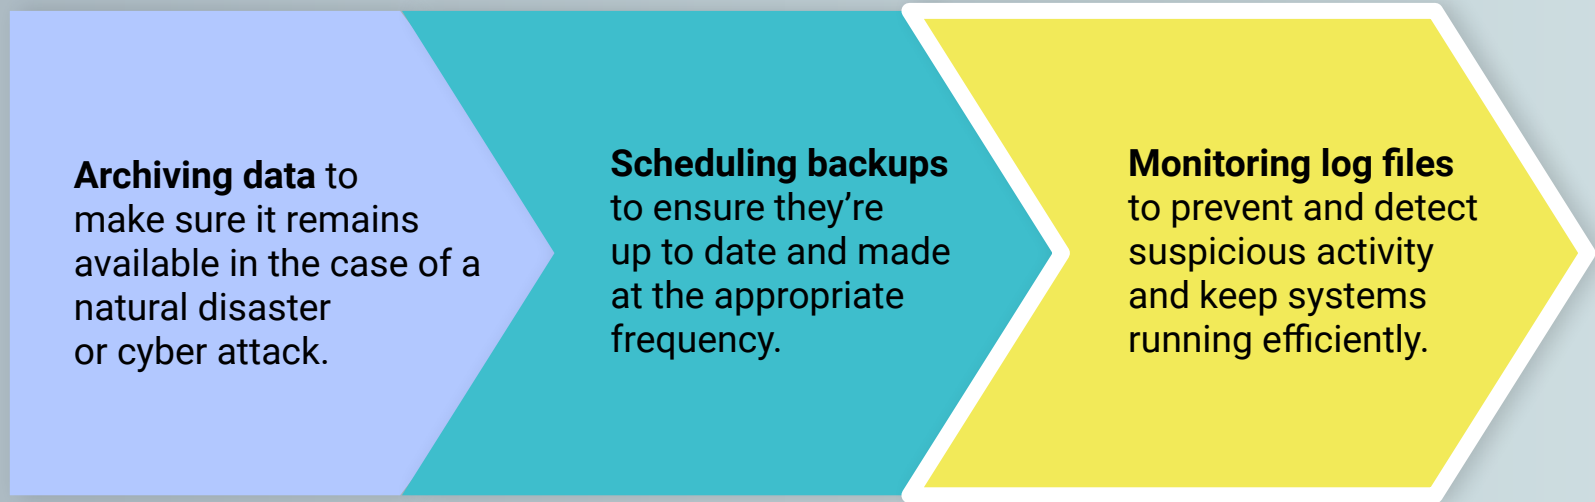 Archiving data to
make sure it remains
available in the case of a
natural disaster
or cyber attack.
Scheduling backups
to ensure they’re
up to date and made
at the appropriate
frequency.
Monitoring log files
to prevent and detect
suspicious activity
and keep systems
running efficiently.